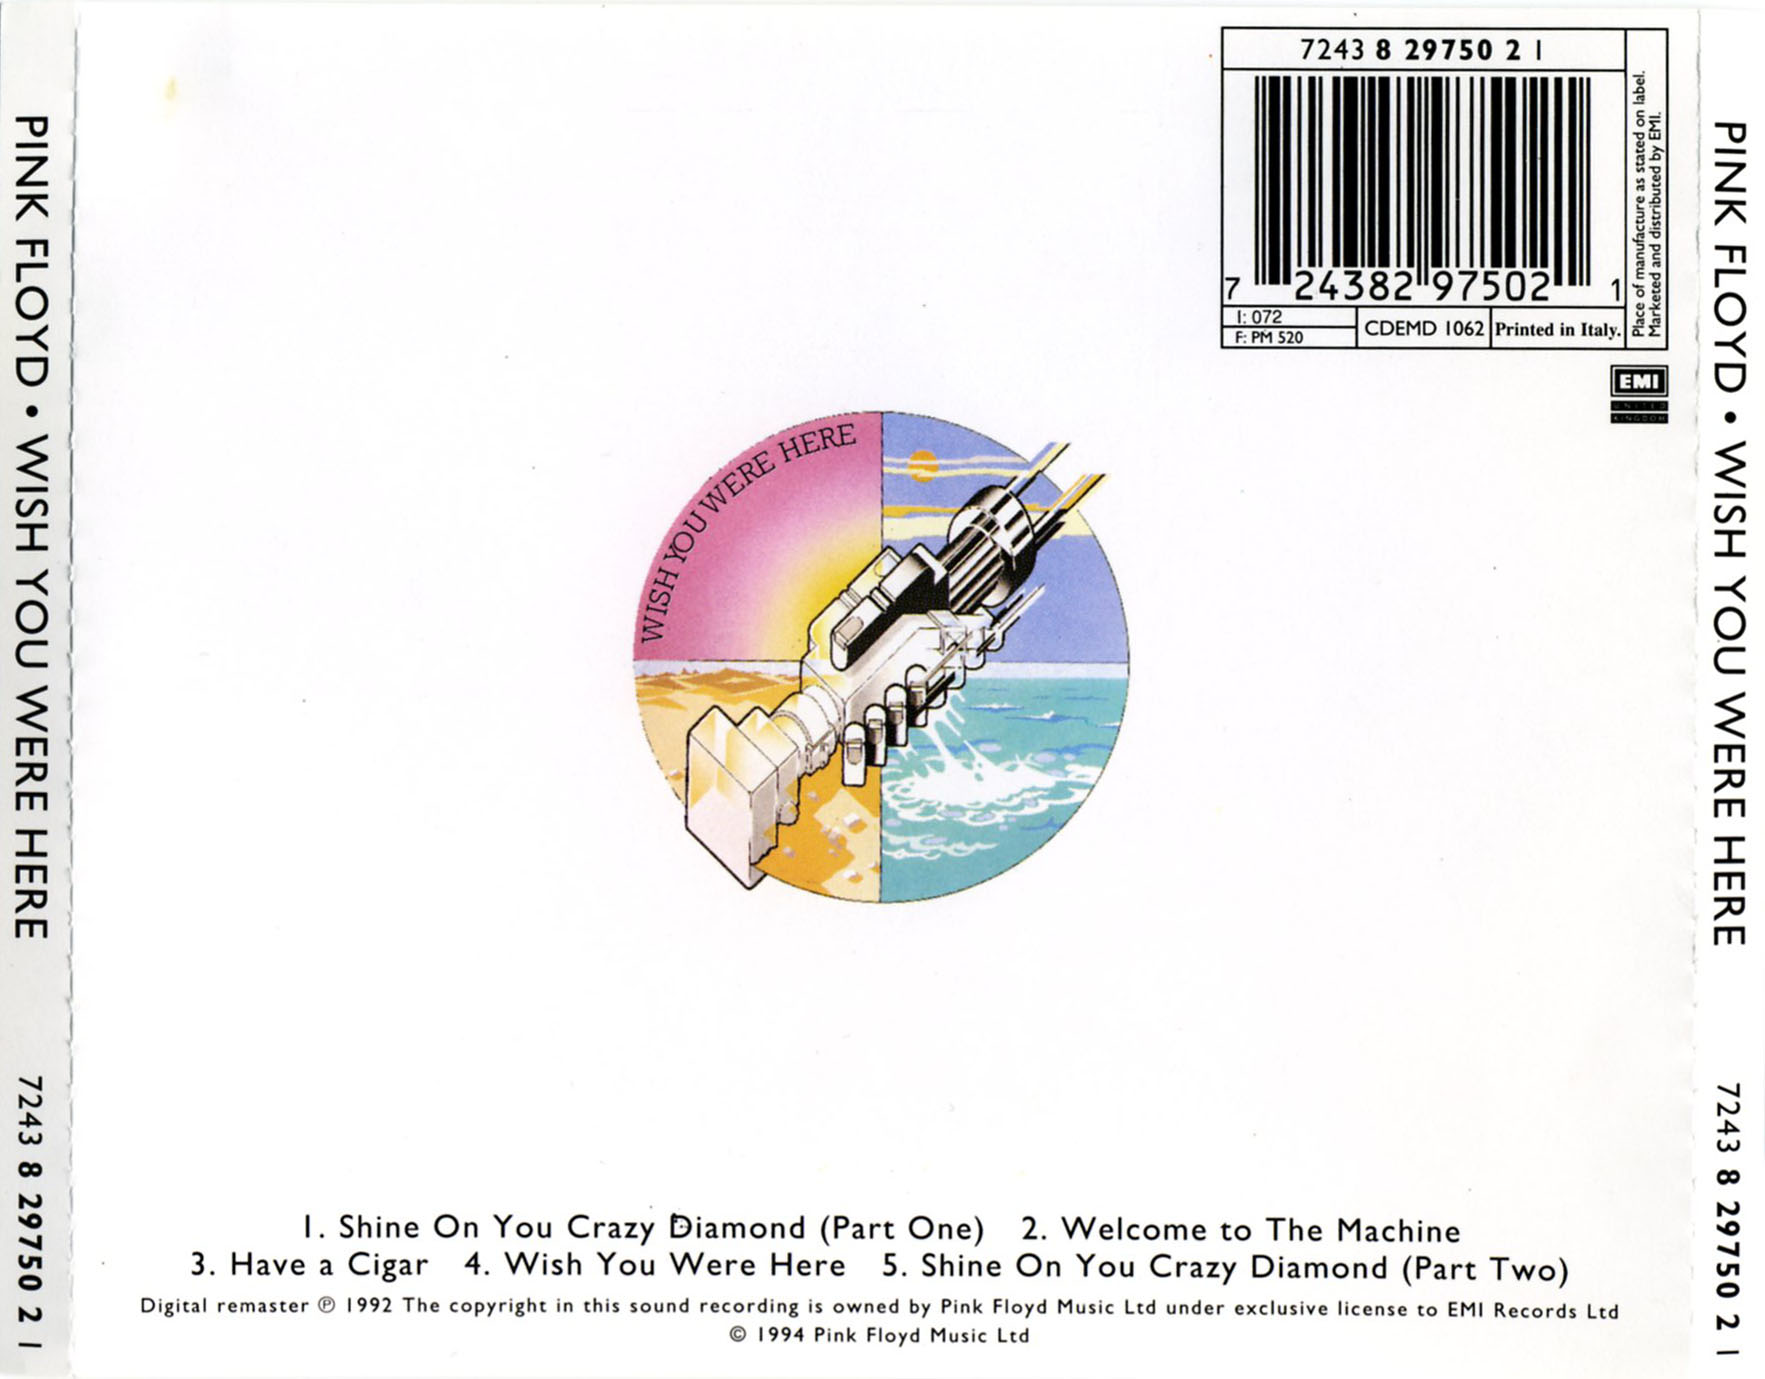 PINK FLOYD • WISH YOU WERE HERE 7243 8 29750 2 1
7243 8 29750 2 1
7 24382 97502 1
I: 072
F: PM 520
CDEMD 1062
Printed in Italy.
Place of manufacture as stated on label.
Marketed and distributed by EMI.
EMI
UNITED
KINGDOM
WISH YOU WERE HERE
1. Shine On You Crazy Diamond (Part One) 2. Welcome to The Machine
3. Have a Cigar 4. Wish You Were Here 5. Shine On You Crazy Diamond (Part Two)
Digital remaster ℗ 1992 The copyright in this sound recording is owned by Pink Floyd Music Ltd under exclusive license to EMI Records Ltd
© 1994 Pink Floyd Music Ltd
PINK FLOYD • WISH YOU WERE HERE 7243 8 29750 2 1